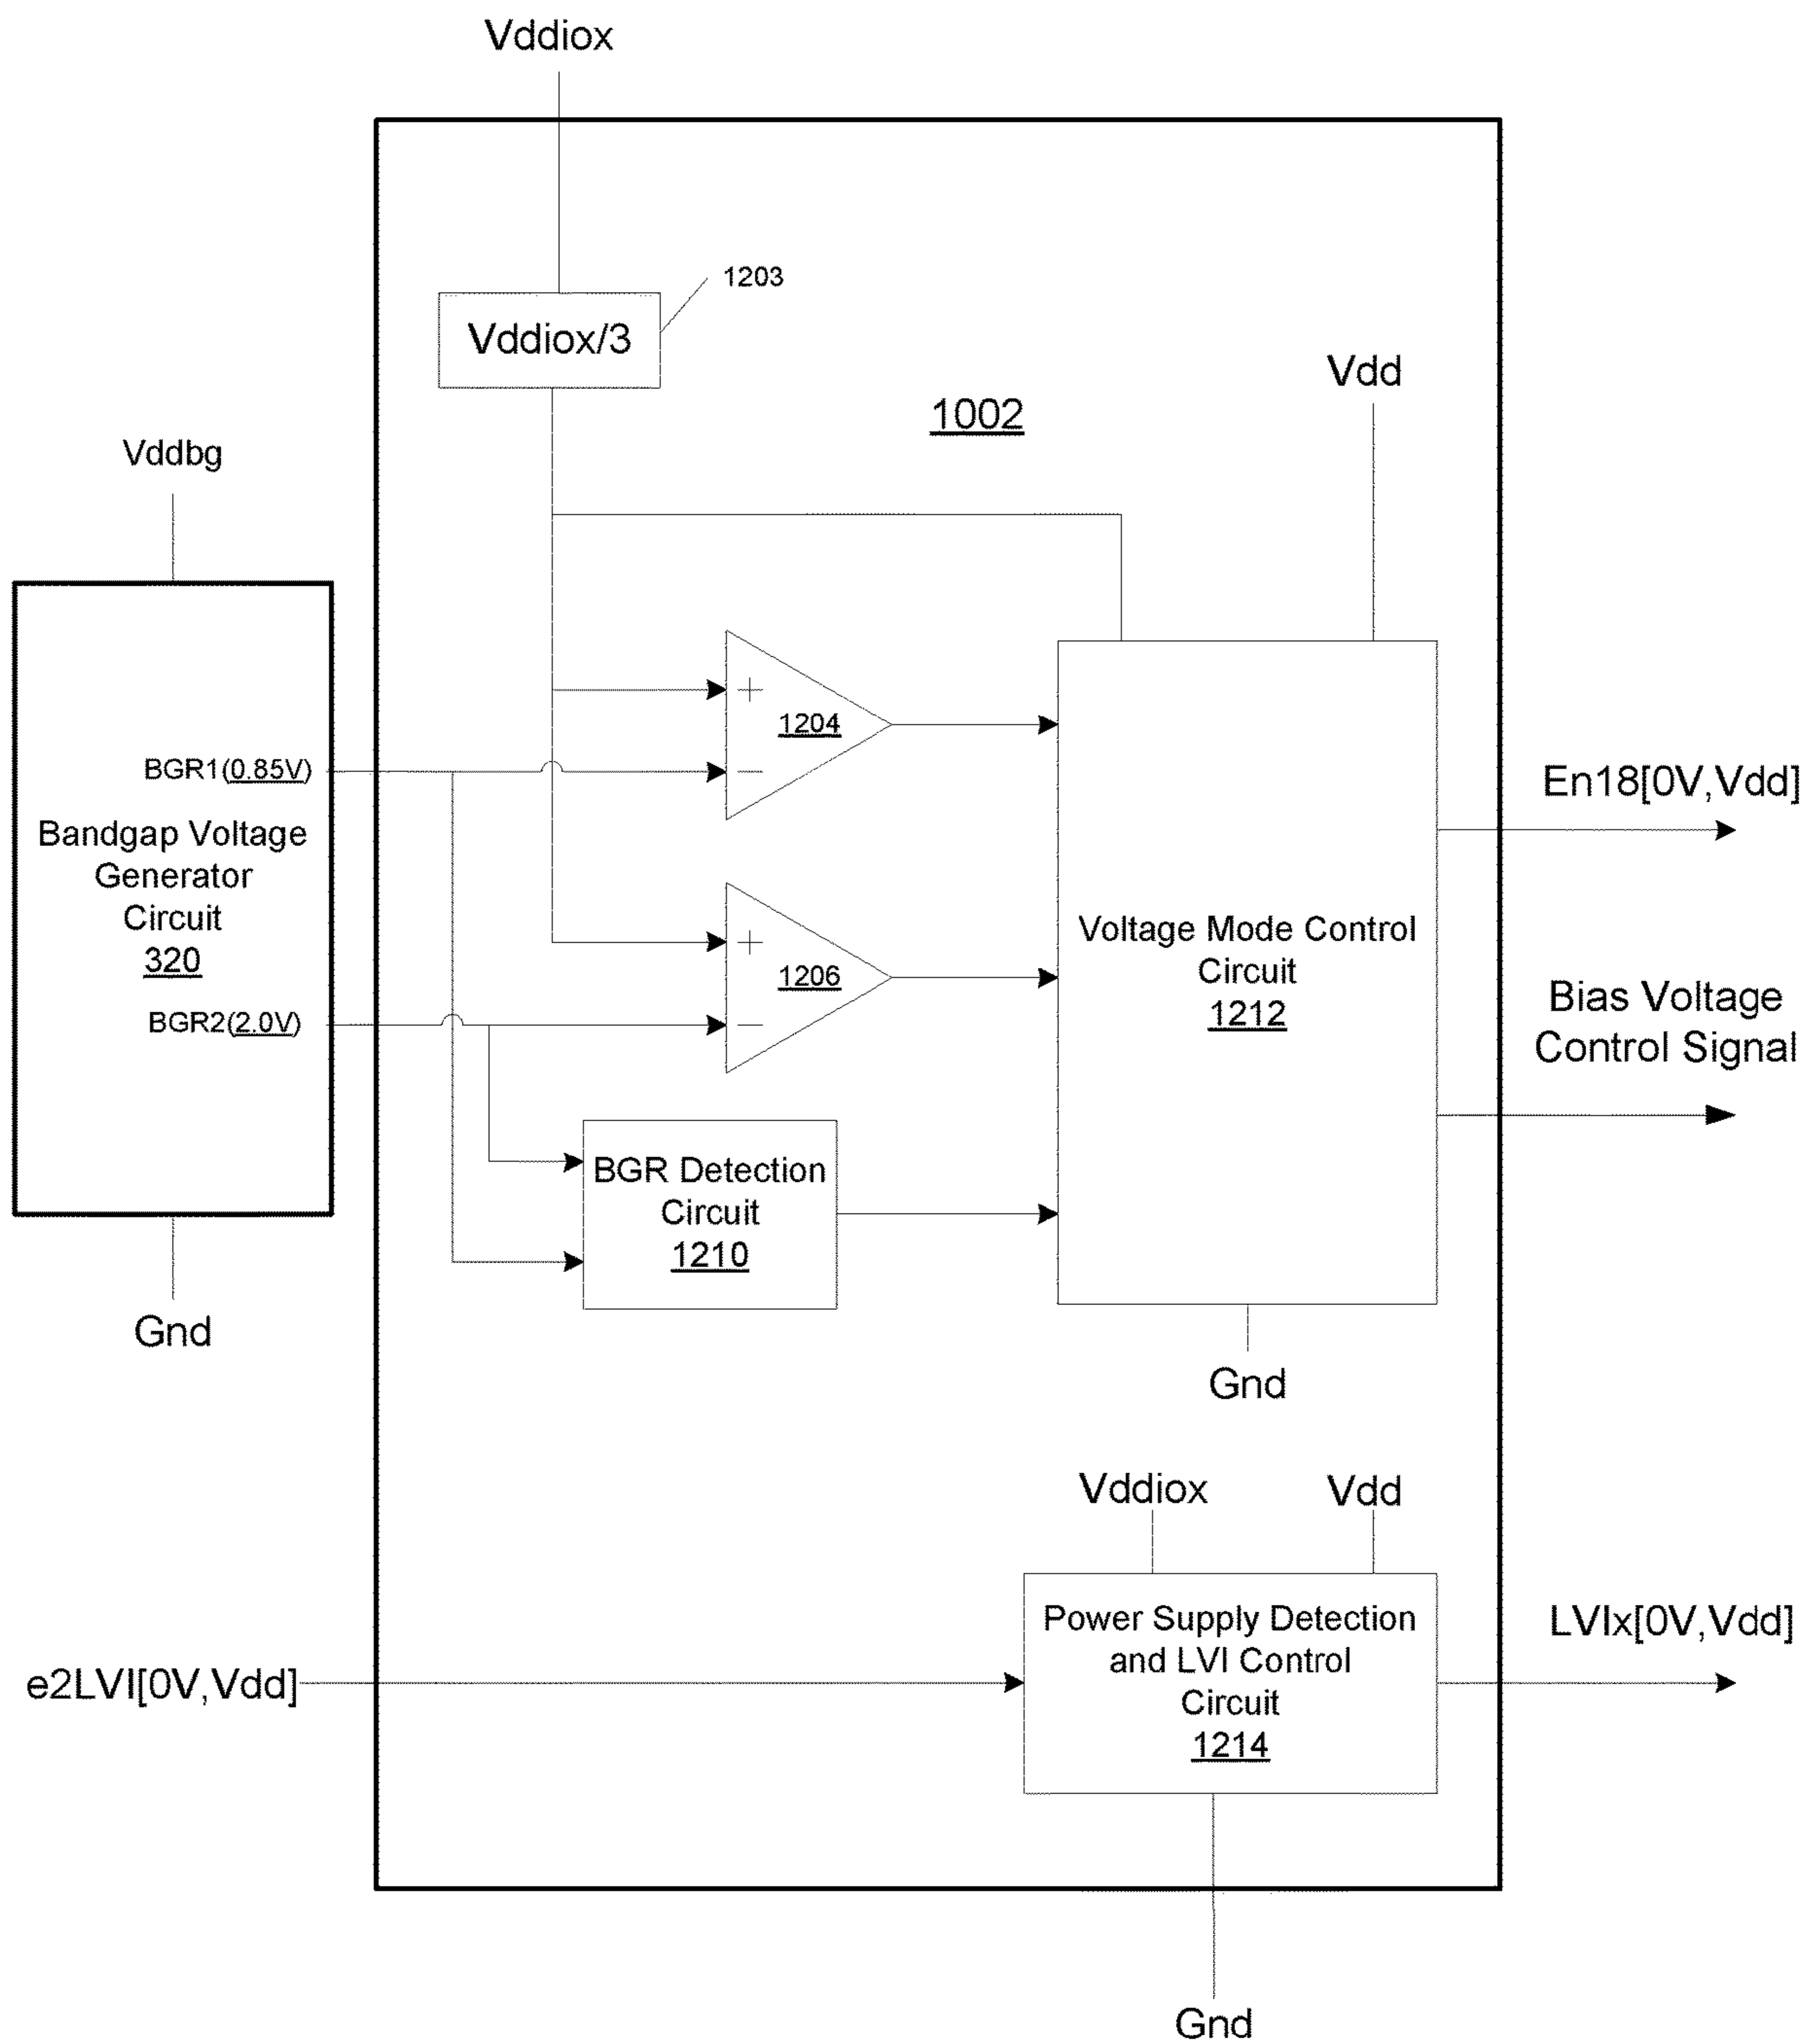 Vddiox
1203
Vddiox/3
Vdd
1002
Vddbg
+
1204
BGR1(0.85V)
−
En18[0V,Vdd]
Bandgap Voltage
Generator
Circuit
320
+
1206
Voltage Mode Control
Circuit
1212
BGR2(2.0V)
−
Bias Voltage
Control Signal
BGR Detection
Circuit
1210
Gnd
Gnd
Vddiox
Vdd
Power Supply Detection
and LVI Control
Circuit
1214
LVIx[0V,Vdd]
e2LVI[0V,Vdd]
Gnd